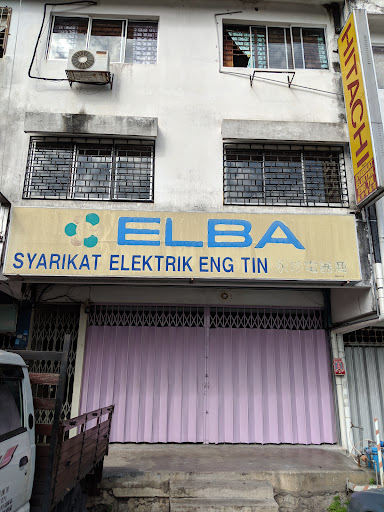 HITACHI
ELBA
SYARIKAT ELEKTRIK ENG TIN